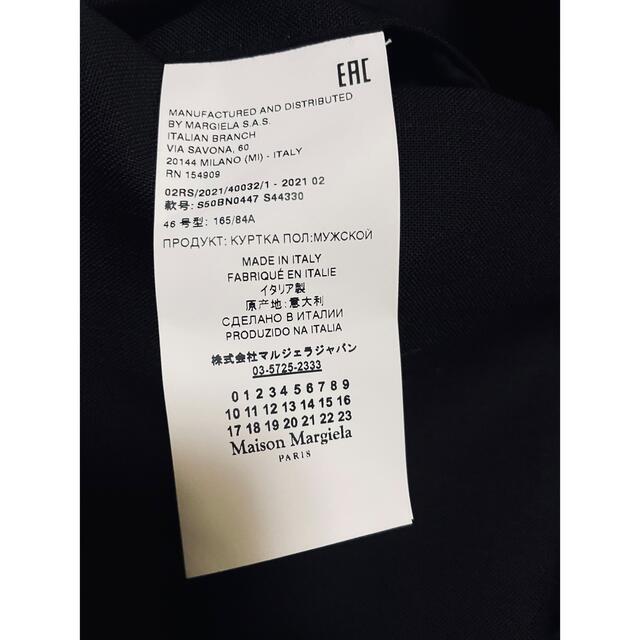 EAC
MANUFACTURED AND DISTRIBUTED
BY MARGIELA S.A.S.
ITALIAN BRANCH
VIA SAVONA, 60
20144 MILANO (MI) - ITALY
RN 154909
02RS/2021/40032/1 - 2021 02
款号: S50BN0447 S44330
46 号型: 165/84A
ПРОДУКТ: КУРТКА ПОЛ:МУЖСКОЙ
MADE IN ITALY
FABRIQUÉ EN ITALIE
イタリア製
原产地:意大利
СДЕЛАНО В ИТАЛИИ
PRODUZIDO NA ITALIA
株式会社マルジェラジャパン
03-5725-2333
0 1 2 3 4 5 6 7 8 9
10 11 12 13 14 15 16
17 18 19 20 21 22 23
Maison Margiela
PARIS